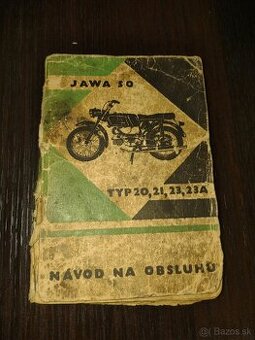 JAWA 50
TYP 20, 21, 23, 23A
NÁVOD NA OBSLUHU
© Bazos.sk